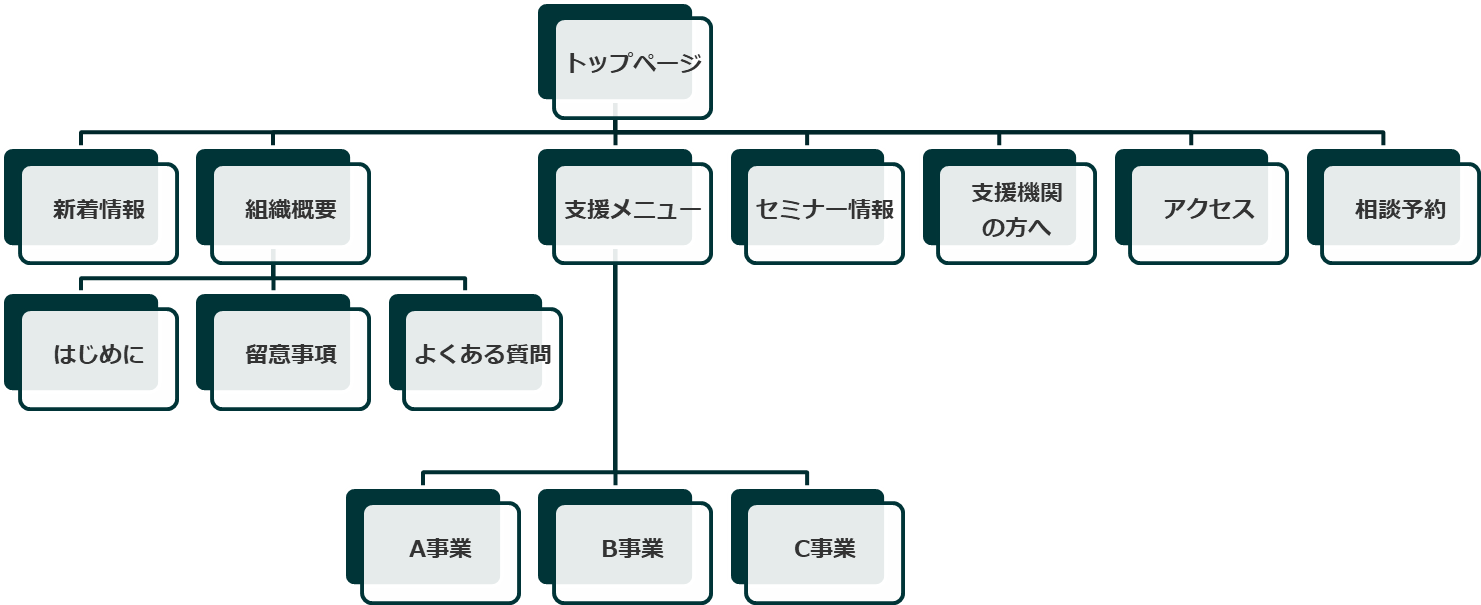 トップページ
新着情報
組織概要
支援メニュー
セミナー情報
支援機関
の方へ
アクセス
相談予約
はじめに
留意事項
よくある質問
A事業
B事業
C事業